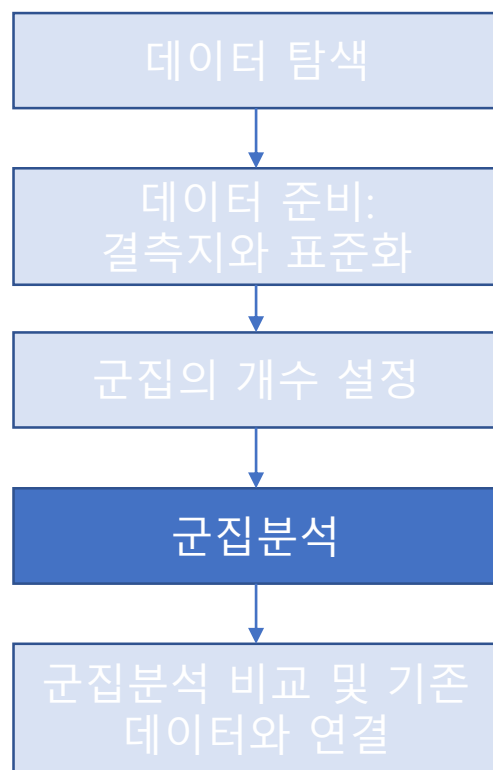 데이터 탐색
데이터 준비:
결측지와 표준화
군집의 개수 설정
군집분석
군집분석 비교 및 기존
데이터와 연결